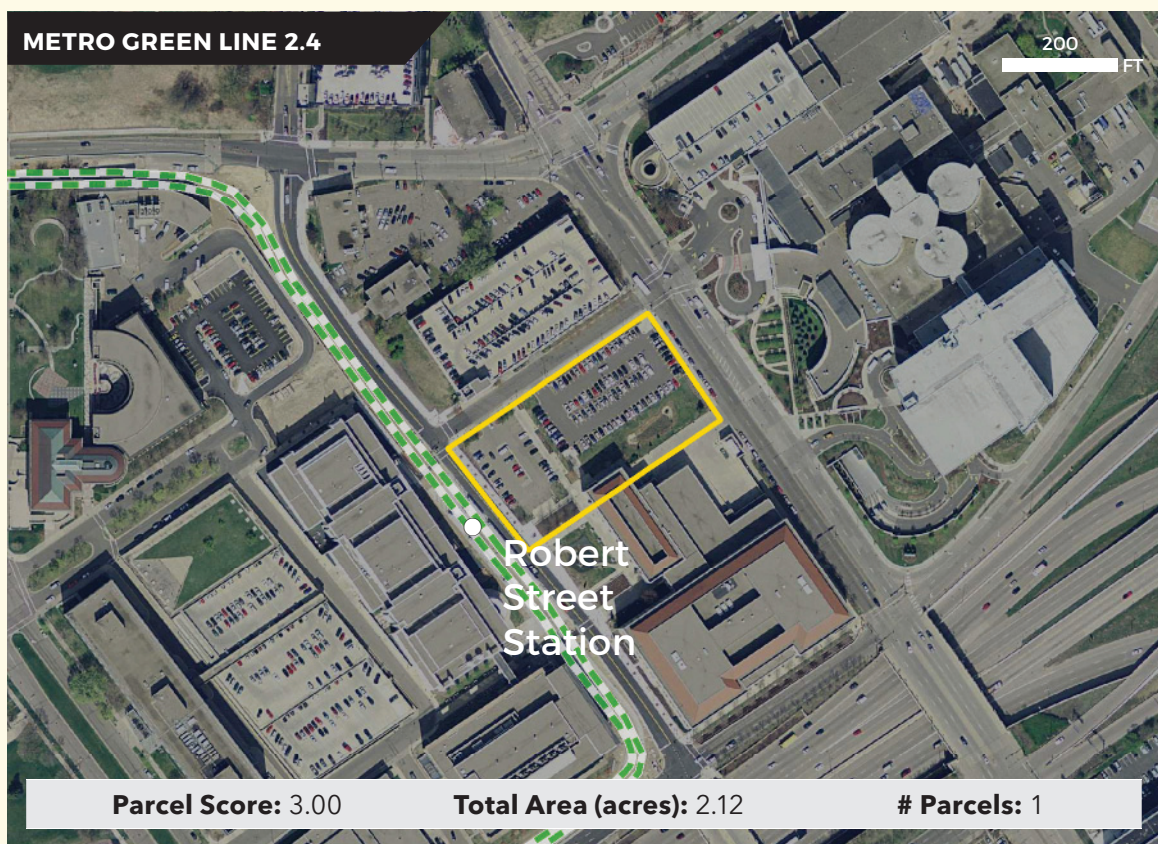 METRO GREEN LINE 2.4
200
FT
Robert
Street
Station
Parcel Score: 3.00 Total Area (acres): 2.12 # Parcels: 1